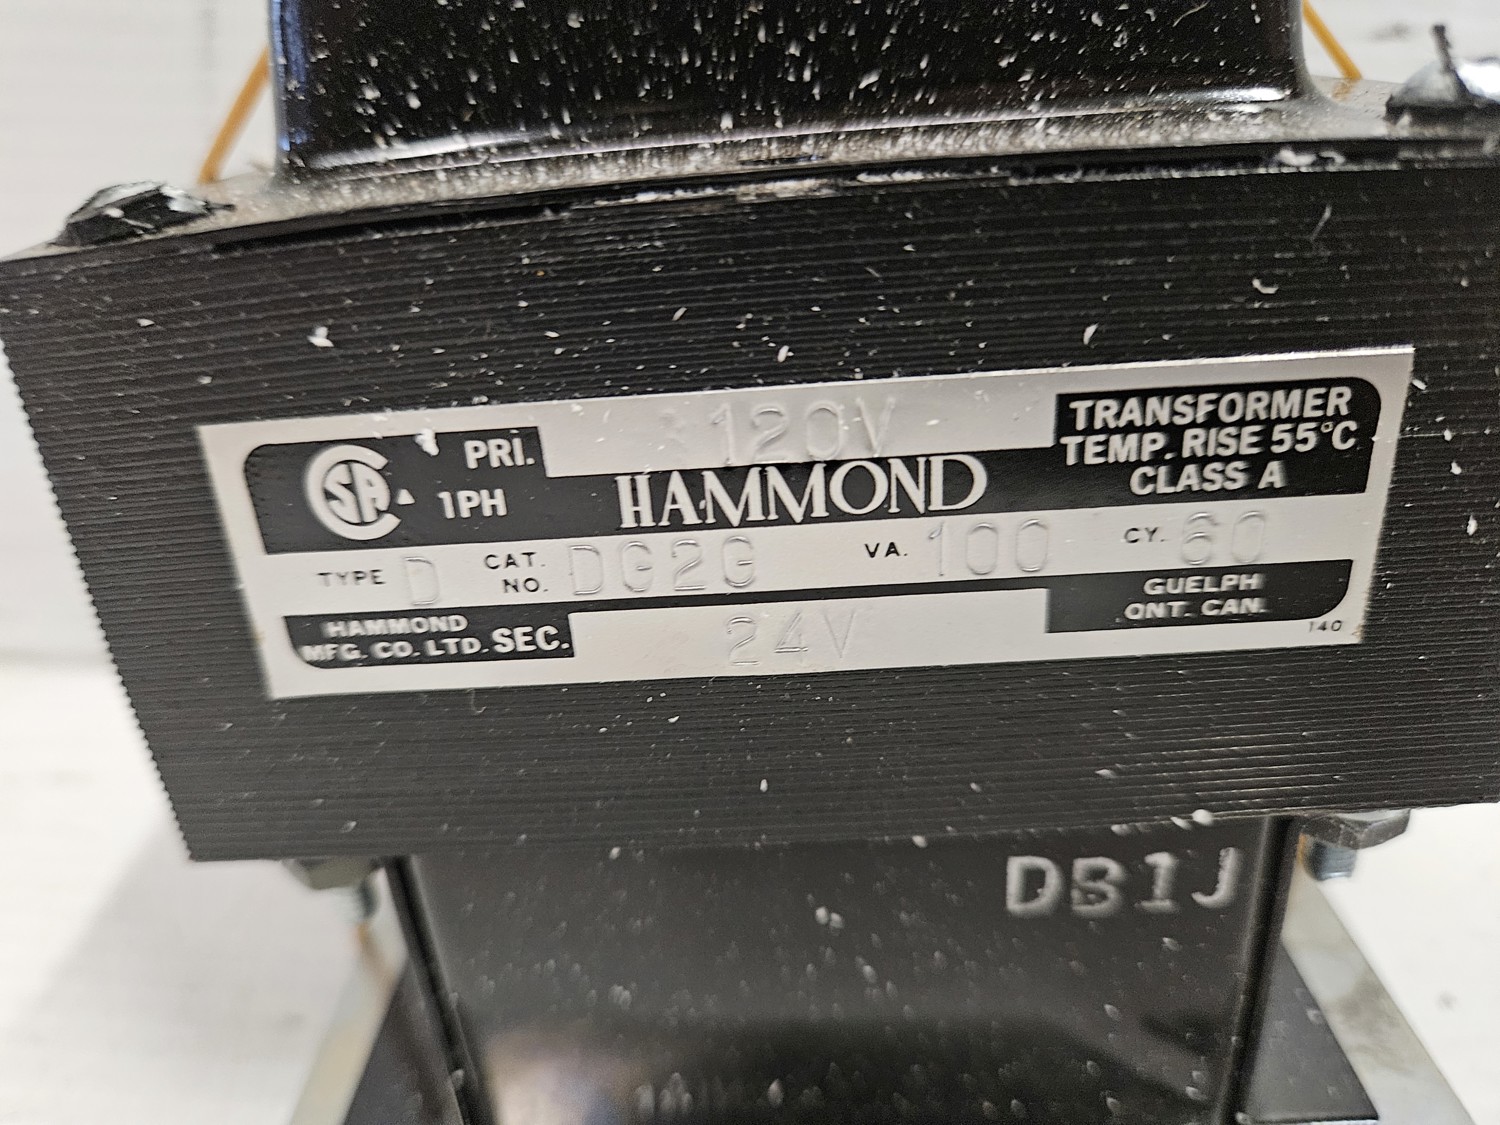 PRI. 120V TRANSFORMER
TEMP. RISE 55°C
CLASS A
CSA 1PH HAMMOND
TYPE D CAT. NO. DG2G VA. 100 CY. 60
HAMMOND
MFG. CO. LTD. SEC. 24V
GUELPH
ONT. CAN.
140
DB1J